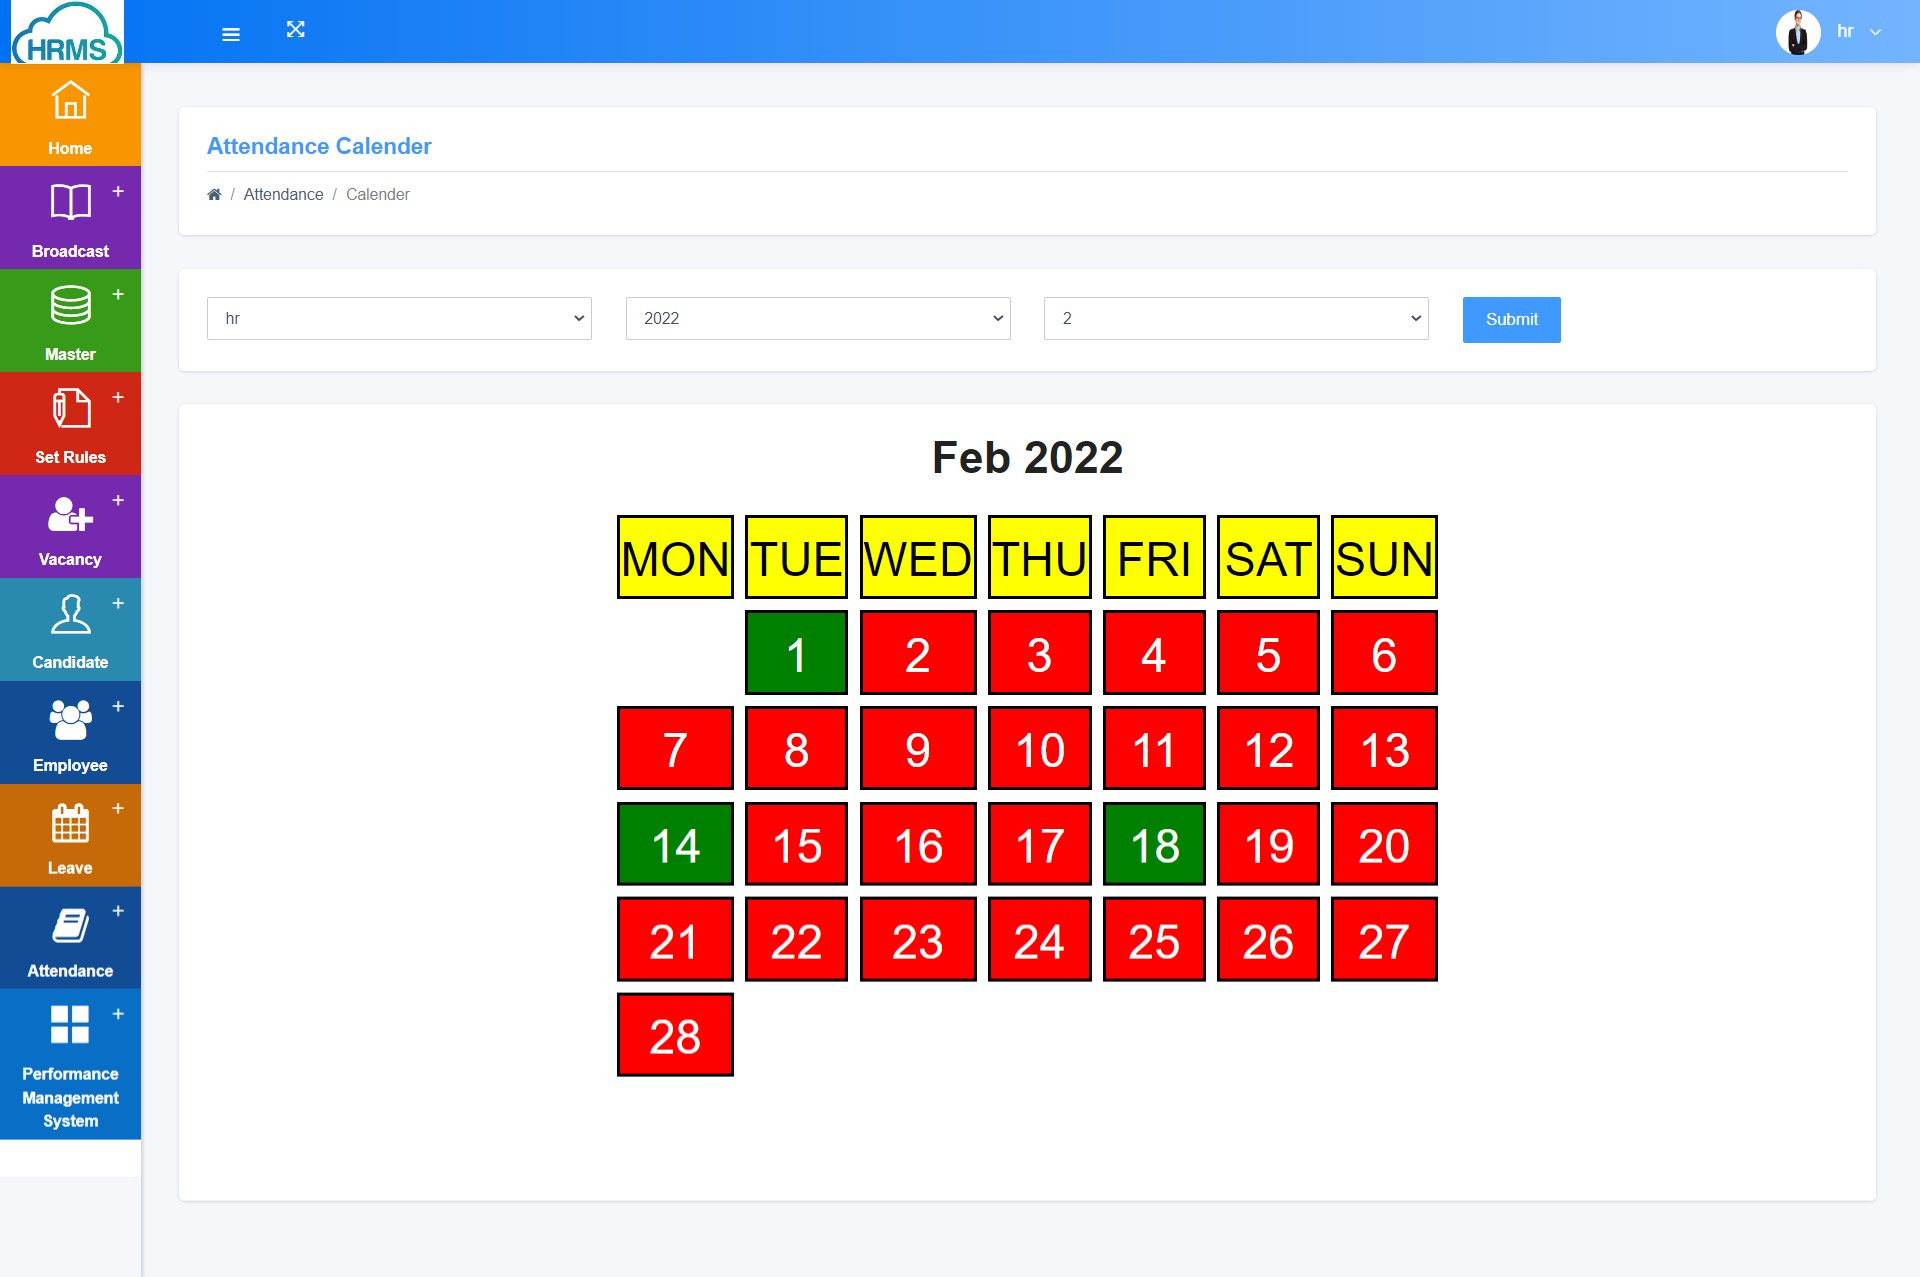 HRMS
hr
Home
Broadcast
Master
Set Rules
Vacancy
Candidate
Employee
Leave
Attendance
Performance
Management
System
Attendance Calender
/ Attendance / Calender
hr 2022 2 Submit
Feb 2022
MON TUE WED THU FRI SAT SUN
1 2 3 4 5 6
7 8 9 10 11 12 13
14 15 16 17 18 19 20
21 22 23 24 25 26 27
28